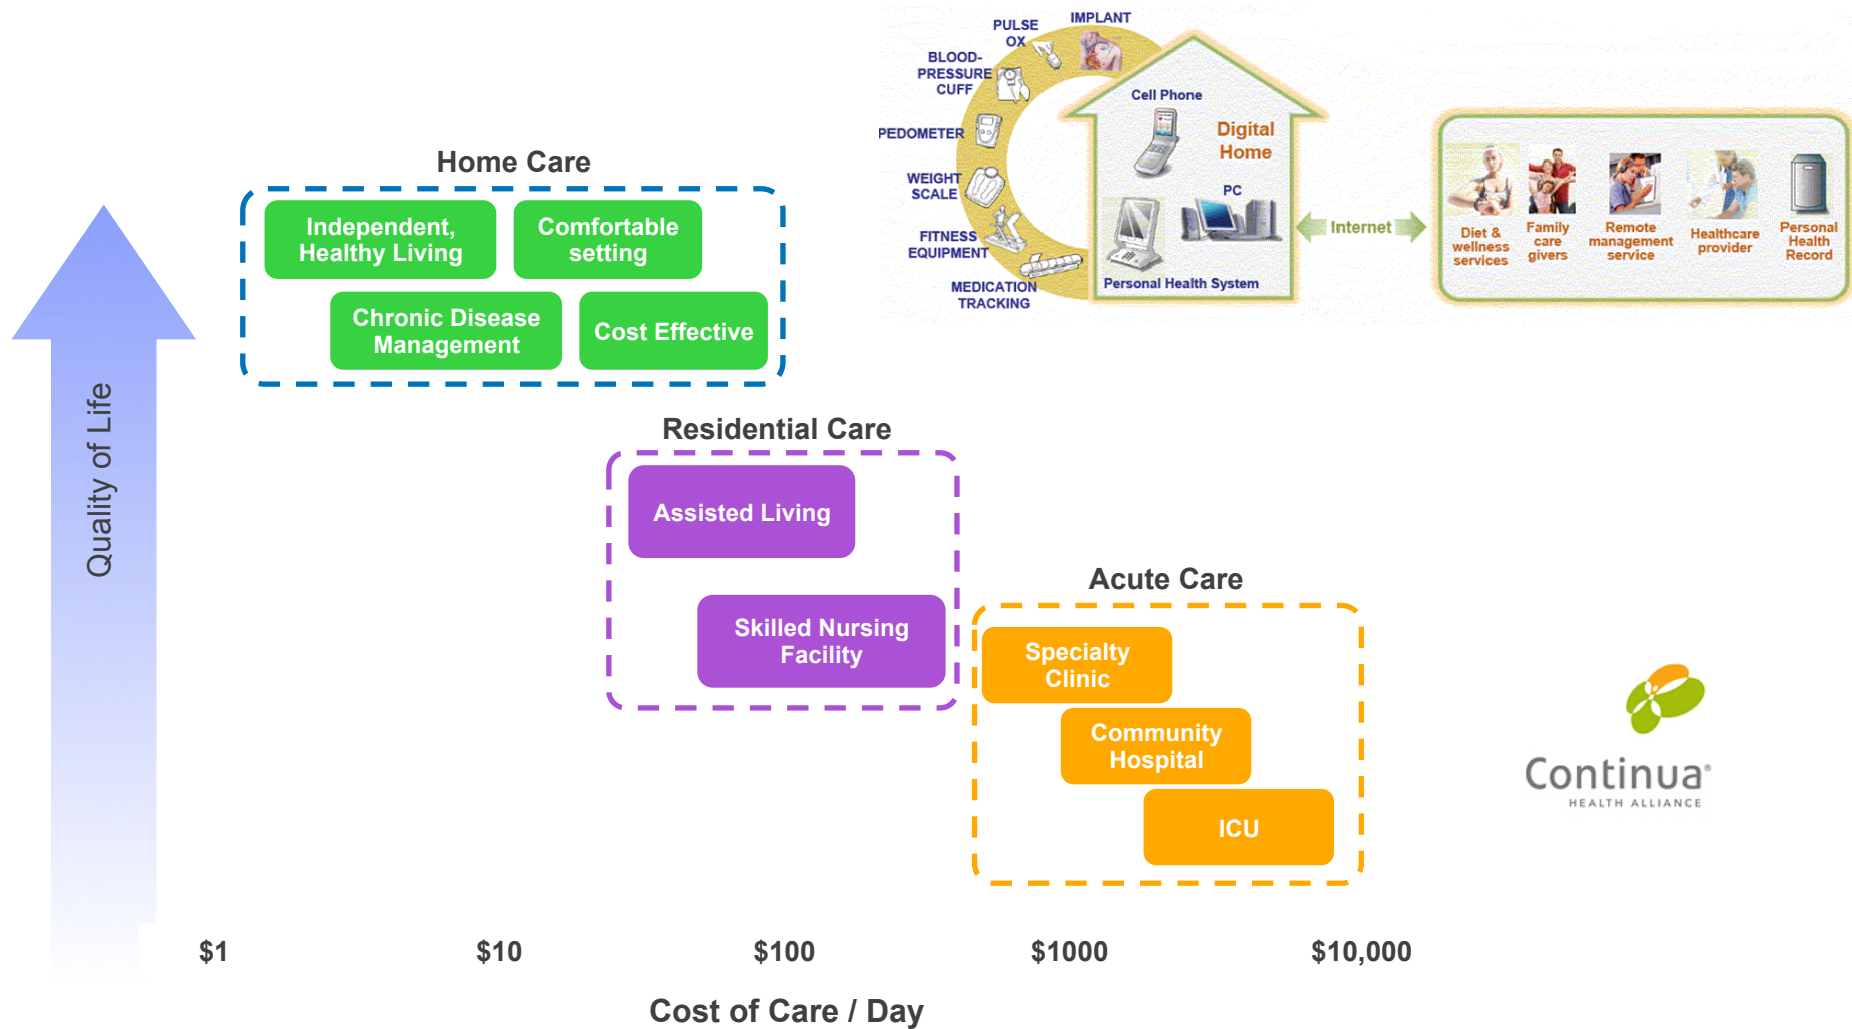 IMPLANT
PULSE
OX
BLOOD-
PRESSURE
CUFF
PEDOMETER
WEIGHT
SCALE
FITNESS
EQUIPMENT
MEDICATION
TRACKING
Cell Phone
Digital
Home
PC
Personal Health System
Internet
Diet &
wellness
services
Family
care
givers
Remote
management
service
Healthcare
provider
Personal
Health
Record
Home Care
Independent,
Healthy Living
Comfortable
setting
Chronic Disease
Management
Cost Effective
Quality of Life
Residential Care
Assisted Living
Skilled Nursing
Facility
Acute Care
Specialty
Clinic
Community
Hospital
ICU
Continua®
HEALTH ALLIANCE
$1
$10
$100
$1000
$10,000
Cost of Care / Day